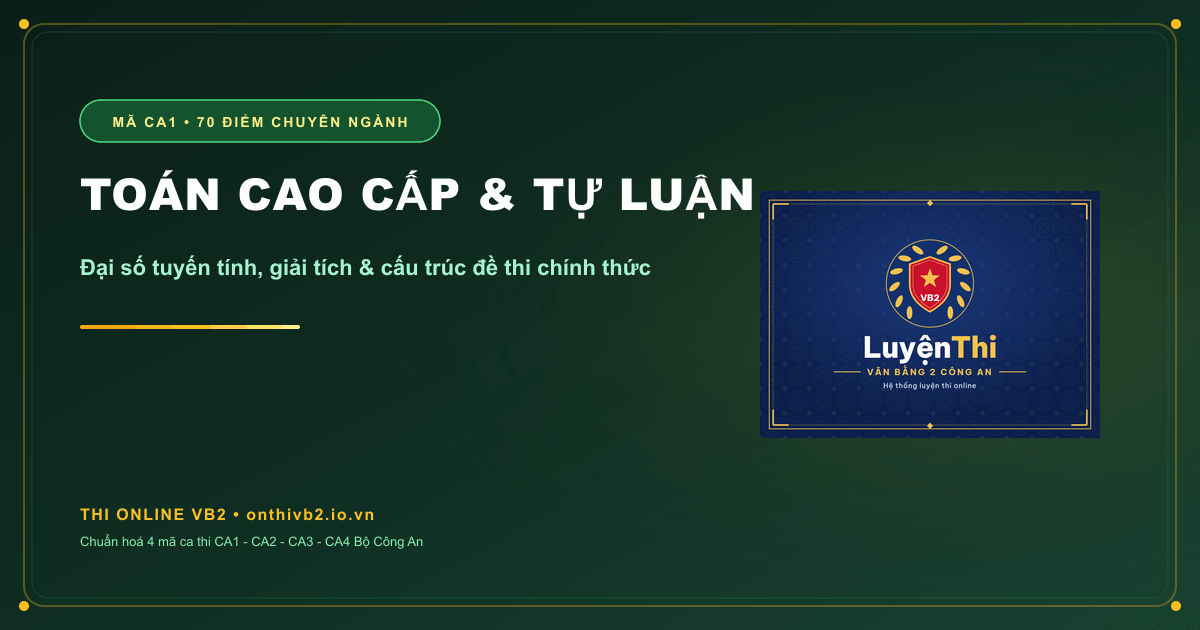 MÃ CA1 • 70 ĐIỂM CHUYÊN NGÀNH
TOÁN CAO CẤP & TỰ LUẬN
Đại số tuyến tính, giải tích & cấu trúc đề thi chính thức
VB2
LuyệnThi
VĂN BẰNG 2 CÔNG AN
Hệ thống luyện thi online
THI ONLINE VB2 • onthivb2.io.vn
Chuẩn hoá 4 mã ca thi CA1 - CA2 - CA3 - CA4 Bộ Công An